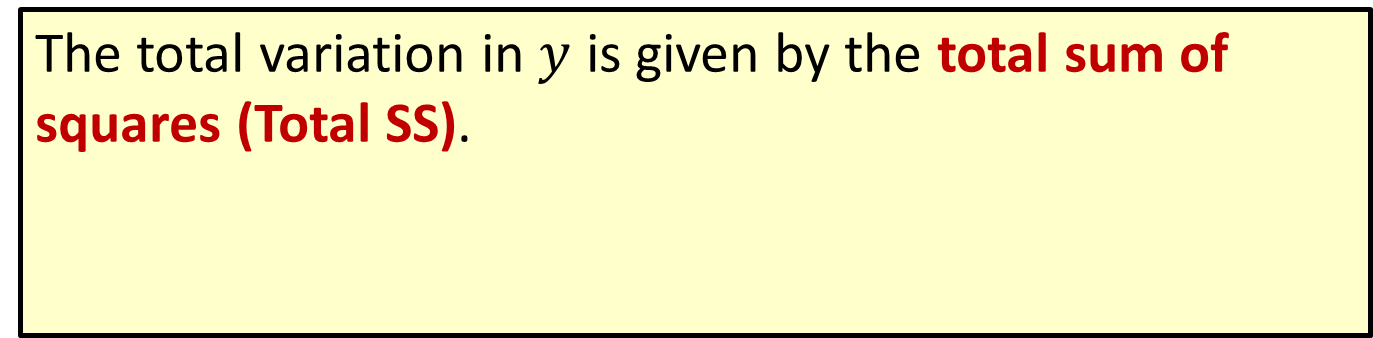 The total variation in y is given by the total sum of
squares (Total SS).